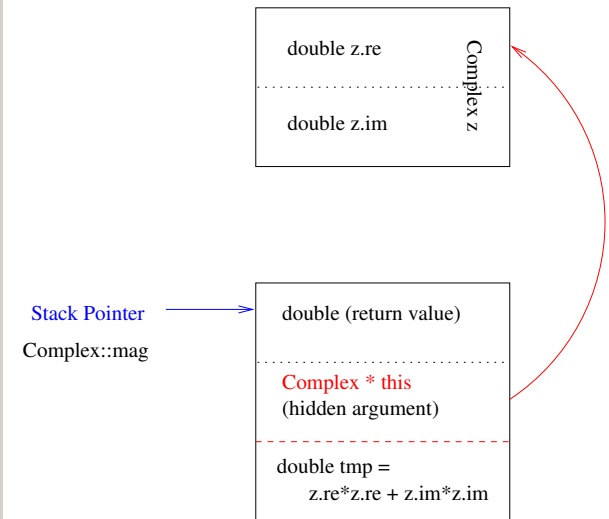 double z.re
Complex z
double z.im
Stack Pointer
Complex::mag
double (return value)
Complex * this
(hidden argument)
double tmp =
z.re*z.re + z.im*z.im